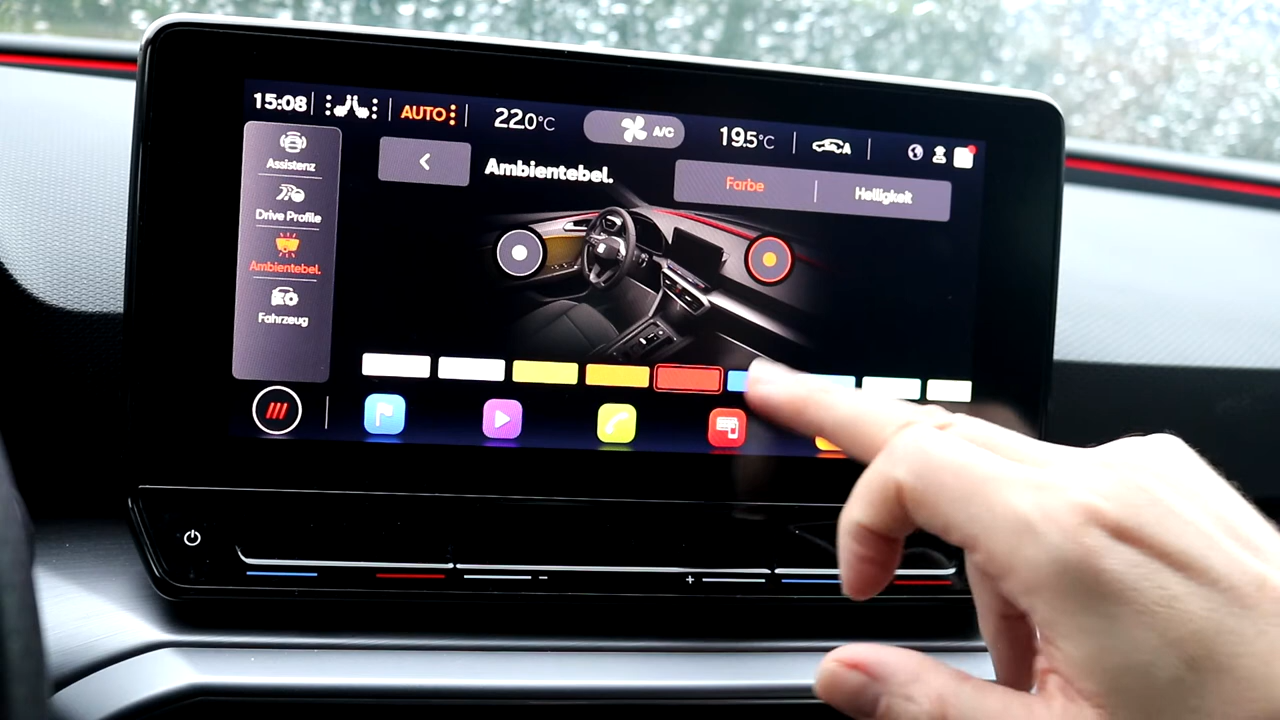 15:08
AUTO
22.0°C
A/C
19.5°C
A
Assistenz
Drive Profile
Ambientebel.
Fahrzeug
Ambientebel.
Farbe
Helligkeit
- +